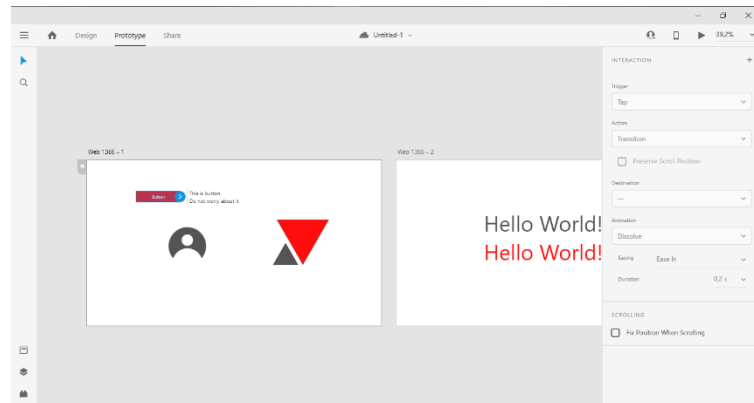 Design Prototype Share Untitled-1 39,2%
INTERACTION
Trigger
Tap
Action
Transition
Preserve Scroll Position
Destination
—
Animation
Dissolve
Easing Ease In
Duration 0,2 s
SCROLLING
Fix Position When Scrolling
Web 1366 – 1
Button
This is button
Do not worry about it
Web 1366 – 2
Hello World!
Hello World!